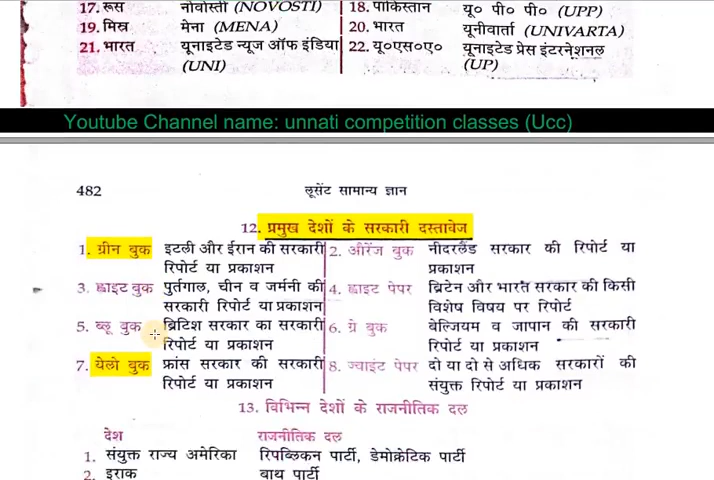 17. रूस नोवोस्ती (NOVOSTI) 18. पाकिस्तान यू० पी० पी० (UPP)
19. मिस्र मेना (MENA) 20. भारत यूनीवार्ता (UNIVARTA)
21. भारत यूनाइटेड न्यूज ऑफ इंडिया 22. यू०एस०ए० यूनाइटेड प्रेस इंटरनेशनल
(UNI) (UP)
Youtube Channel name: unnati competition classes (Ucc)
482 लूसेंट सामान्य ज्ञान
12. प्रमुख देशों के सरकारी दस्तावेज
1. ग्रीन बुक इटली और ईरान की सरकारी 2. ऑरेंज बुक नीदरलैंड सरकार की रिपोर्ट या
रिपोर्ट या प्रकाशन प्रकाशन
3. ह्वाइट बुक पुर्तगाल, चीन व जर्मनी की 4. ह्वाइट पेपर ब्रिटेन और भारत सरकार की किसी
सरकारी रिपोर्ट या प्रकाशन विशेष विषय पर रिपोर्ट
5. ब्लू बुक ब्रिटिश सरकार का सरकारी 6. ग्रे बुक बेल्जियम व जापान की सरकारी
रिपोर्ट या प्रकाशन रिपोर्ट या प्रकाशन
7. येलो बुक फ्रांस सरकार की सरकारी 8. ज्वाइंट पेपर दो या दो से अधिक सरकारों की
रिपोर्ट या प्रकाशन संयुक्त रिपोर्ट या प्रकाशन
13. विभिन्न देशों के राजनीतिक दल
देश राजनीतिक दल
1. संयुक्त राज्य अमेरिका रिपब्लिकन पार्टी, डेमोक्रेटिक पार्टी
2. इराक बाथ पार्टी